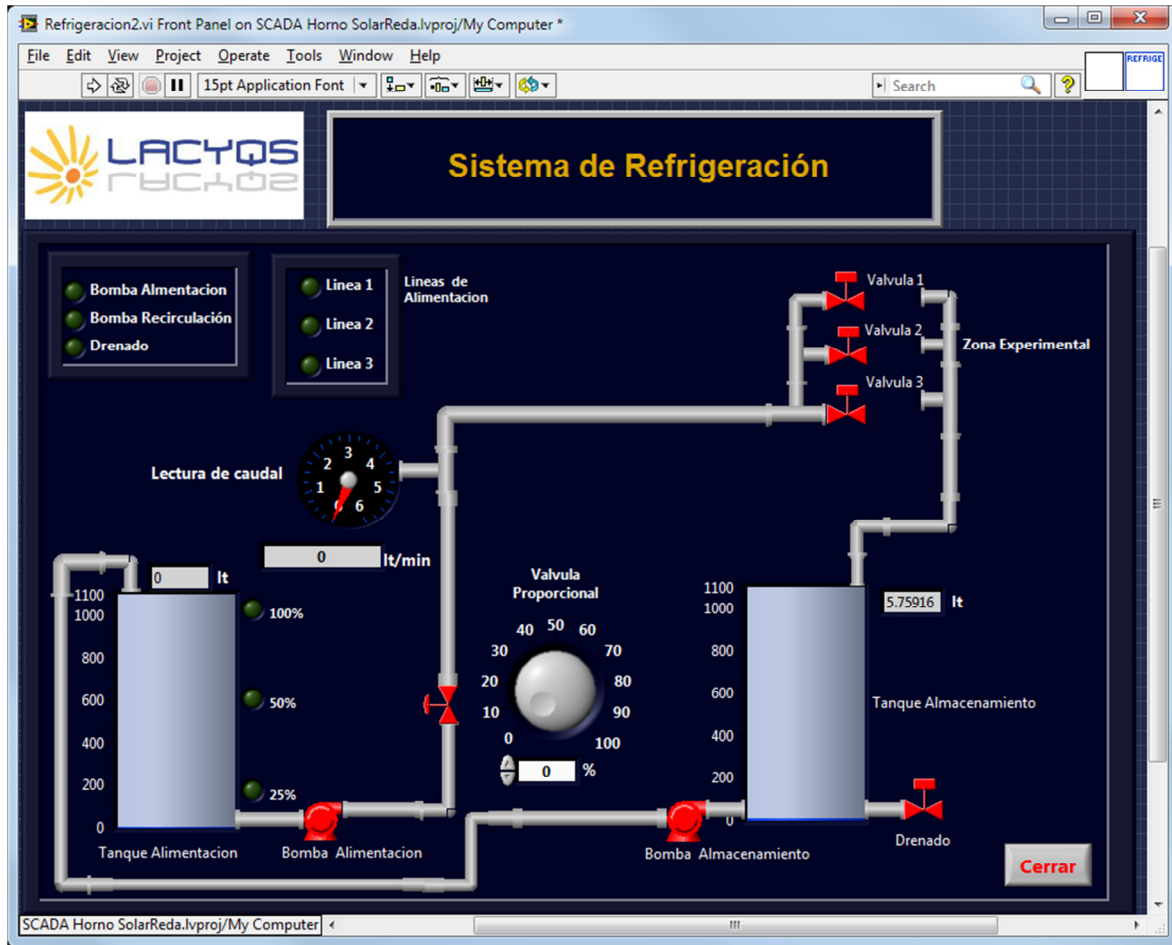 Refrigeracion2.vi Front Panel on SCADA Horno SolarReda.lvproj/My Computer *
File Edit View Project Operate Tools Window Help
15pt Application Font
Search
REFRIGE
LACYQS
Sistema de Refrigeración
Bomba Almentacion
Bomba Recirculación
Drenado
Linea 1
Linea 2
Linea 3
Lineas de
Alimentacion
Valvula 1
Valvula 2
Valvula 3
Zona Experimental
Lectura de caudal
0 1 2 3 4 5 6
0 lt/min
0 lt
1100
1000
800
600
400
200
0
100%
50%
25%
Tanque Alimentacion
Bomba Alimentacion
Valvula
Proporcional
0 10 20 30 40 50 60 70 80 90 100
0 %
1100
1000
800
600
400
200
0
5.75916 lt
Tanque Almacenamiento
Bomba Almacenamiento
Drenado
Cerrar
SCADA Horno SolarReda.lvproj/My Computer